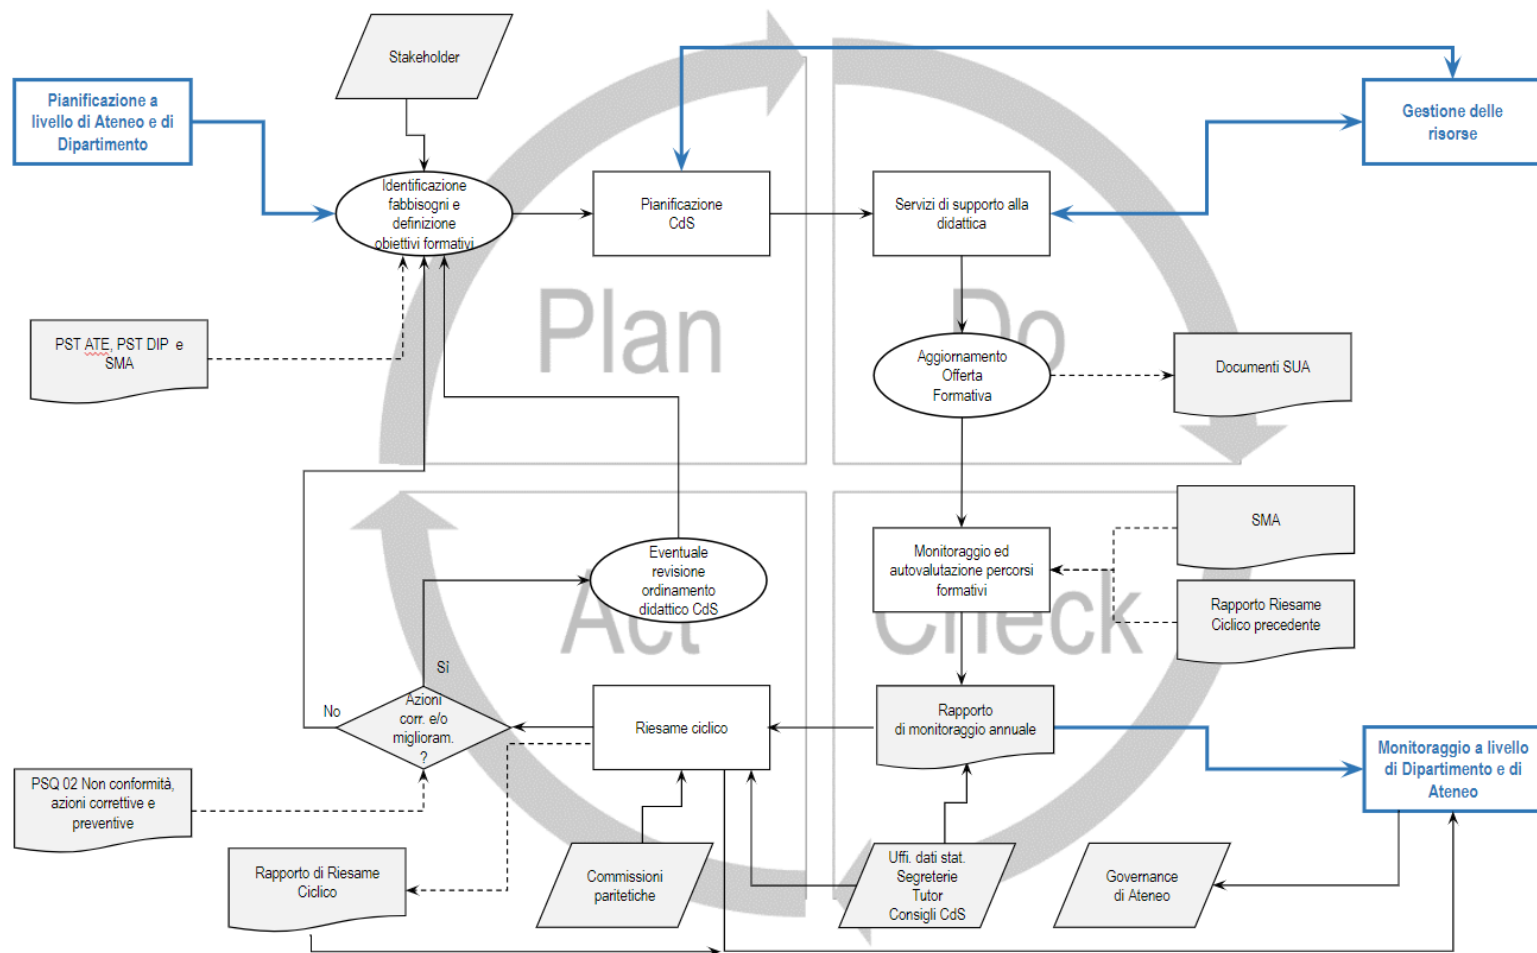 Stakeholder
Pianificazione a
livello di Ateneo e di
Dipartimento
Gestione delle
risorse
Identificazione
fabbisogni e
definizione
obiettivi formativi
Pianificazione
CdS
Servizi di supporto alla
didattica
Plan
Do
PST ATE, PST DIP e
SMA
Aggiornamento
Offerta
Formativa
Documenti SUA
SMA
Eventuale
revisione
ordinamento
didattico CdS
Monitoraggio ed
autovalutazione percorsi
formativi
Rapporto Riesame
Ciclico precedente
Act
Check
Sì
No
Azioni
corr. e/o
miglioram.
?
Riesame ciclico
Rapporto
di monitoraggio annuale
Monitoraggio a livello
di Dipartimento e di
Ateneo
PSQ 02 Non conformità,
azioni correttive e
preventive
Rapporto di Riesame
Ciclico
Commissioni
paritetiche
Uffi. dati stat.
Segreterie
Tutor
Consigli CdS
Governance
di Ateneo